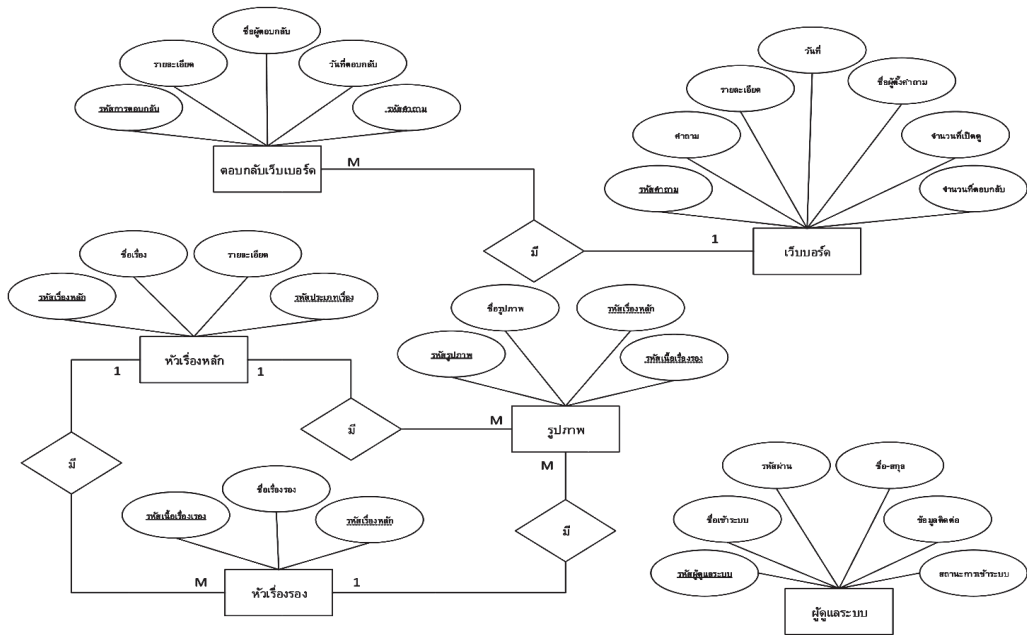 ชื่อผู้ตอบกลับ
รายละเอียด
วันที่ตอบกลับ
รหัสการตอบกลับ
รหัสคำถาม
ตอบกลับเว็บเบอร์ด
M
วันที่
รายละเอียด
ชื่อผู้ตั้งคำถาม
คำถาม
จำนวนที่เปิดดู
รหัสคำถาม
จำนวนที่ตอบกลับ
มี
1
เว็บบอร์ด
ชื่อเรื่อง
รายละเอียด
รหัสเรื่องหลัก
รหัสประเภทเรื่อง
หัวเรื่องหลัก
1
1
ชื่อรูปภาพ
รหัสเรื่องหลัก
รหัสรูปภาพ
รหัสเนื้อเรื่องรอง
มี
M
รูปภาพ
M
มี
ชื่อเรื่องรอง
รหัสเนื้อเรื่องเรอง
รหัสเรื่องหลัก
มี
M
หัวเรื่องรอง
1
รหัสผ่าน
ชื่อ-สกุล
ชื่อเข้าระบบ
ข้อมูลติดต่อ
รหัสผู้ดูแลระบบ
สถานะการเข้าระบบ
ผู้ดูแลระบบ